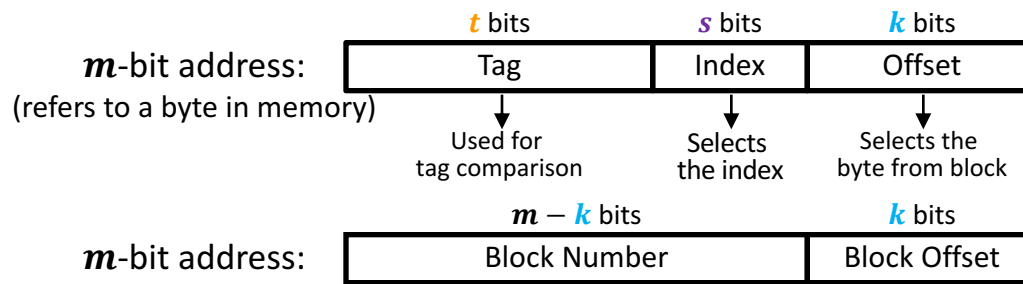 t bits s bits k bits
m-bit address: Tag Index Offset
(refers to a byte in memory)
Used for tag comparison
Selects the index
Selects the byte from block
m − k bits k bits
m-bit address: Block Number Block Offset